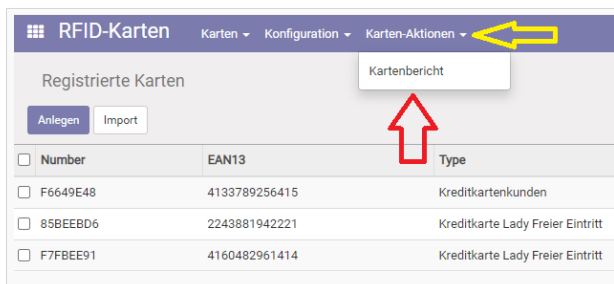 RFID-Karten Karten Konfiguration Karten-Aktionen
Kartenbericht
Registrierte Karten
Anlegen Import
Number EAN13 Type
F6649E48 4133789256415 Kreditkartenkunden
85BEEBD6 2243881942221 Kreditkarte Lady Freier Eintritt
F7FBEE91 4160482961414 Kreditkarte Lady Freier Eintritt